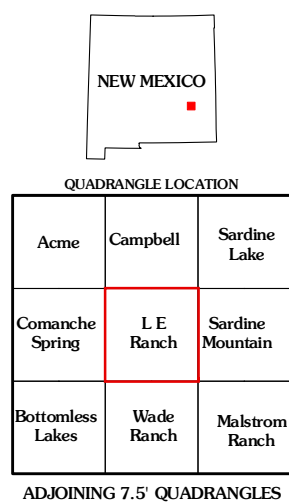 NEW MEXICO
QUADRANGLE LOCATION
Acme
Campbell
Sardine
Lake
Comanche
Spring
L E
Ranch
Sardine
Mountain
Bottomless
Lakes
Wade
Ranch
Malstrom
Ranch
ADJOINING 7.5' QUADRANGLES